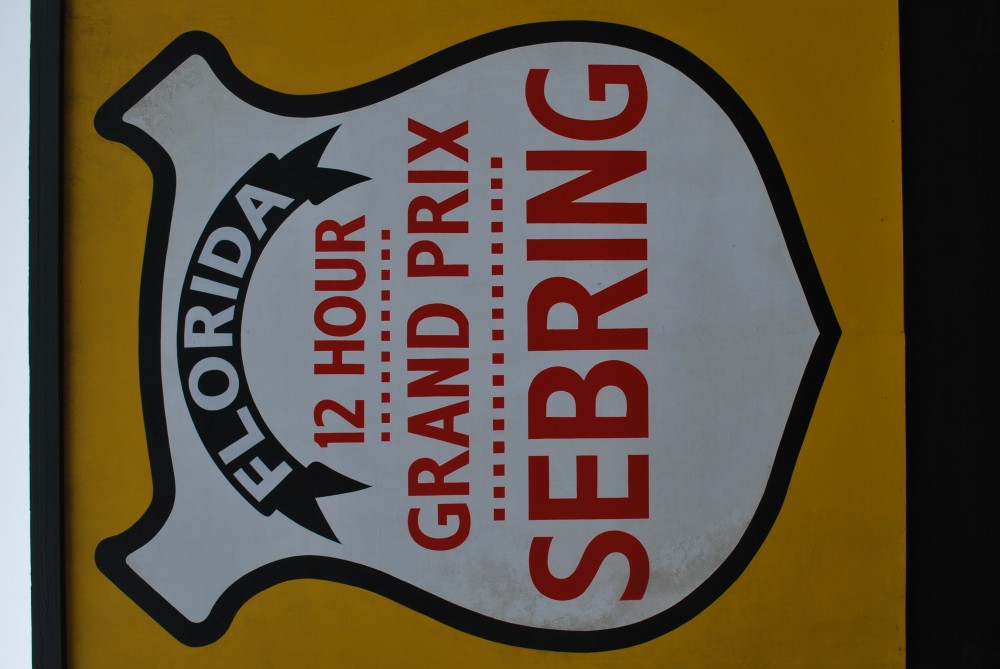 FLORIDA
12 HOUR
GRAND PRIX
SEBRING